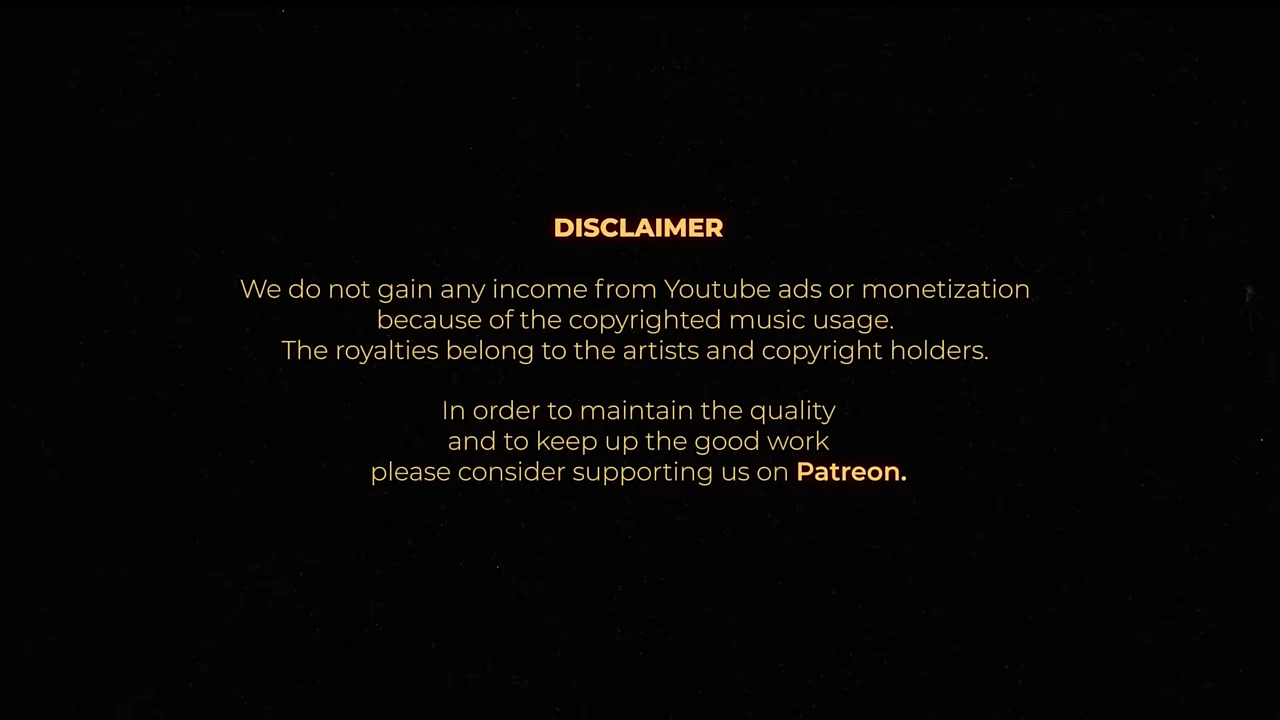 DISCLAIMER
We do not gain any income from Youtube ads or monetization
because of the copyrighted music usage.
The royalties belong to the artists and copyright holders.
In order to maintain the quality
and to keep up the good work
please consider supporting us on Patreon.